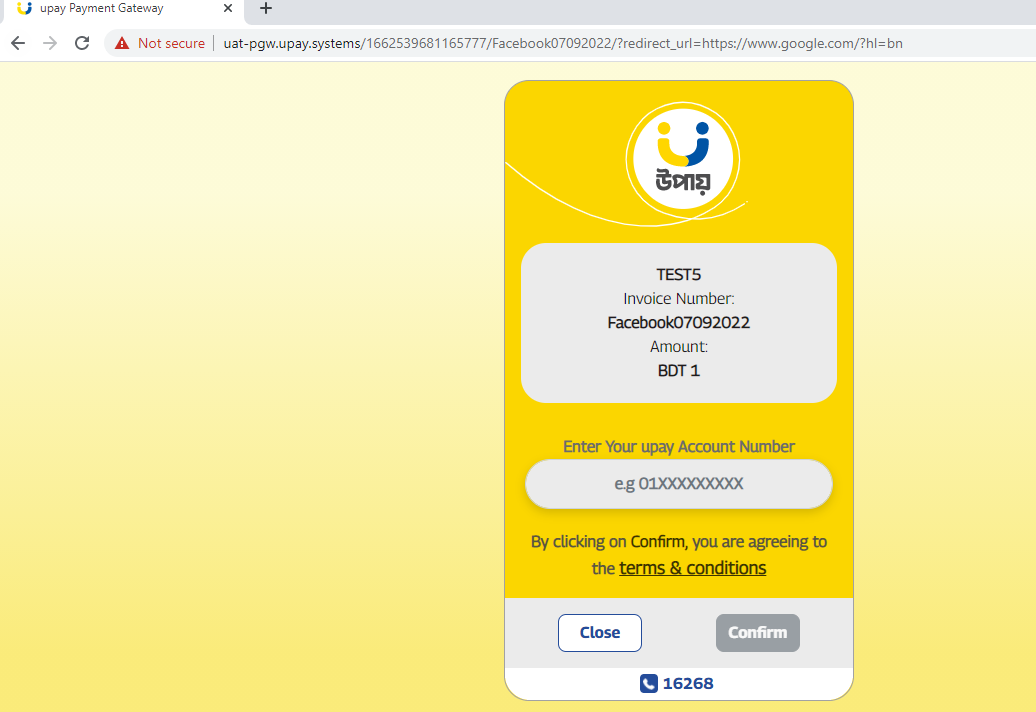 upay Payment Gateway
Not secure
uat-pgw.upay.systems/1662539681165777/Facebook07092022/?redirect_url=https://www.google.com/?hl=bn
উপায়
TEST5
Invoice Number:
Facebook07092022
Amount:
BDT 1
Enter Your upay Account Number
e.g 01XXXXXXXXX
By clicking on Confirm, you are agreeing to
the terms & conditions
Close
Confirm
16268